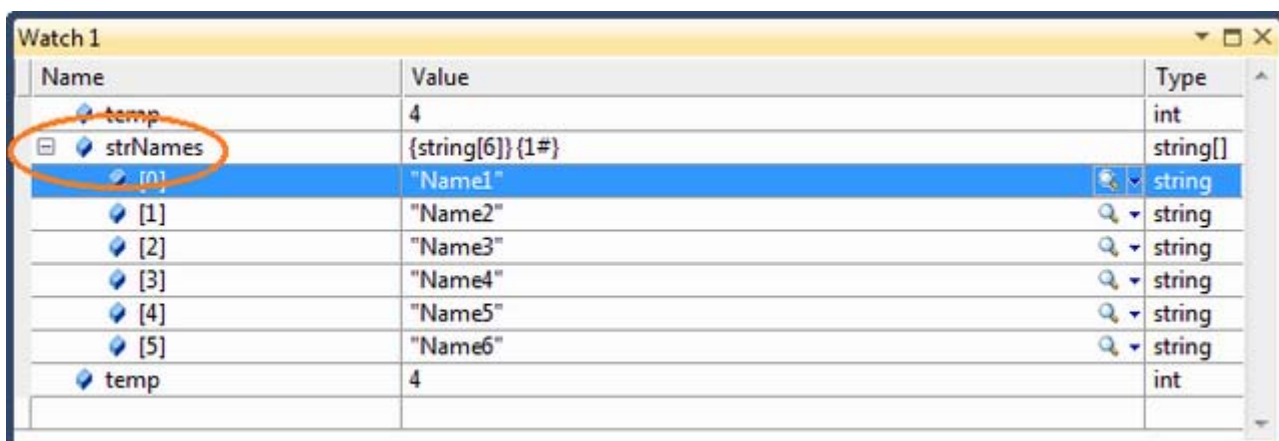 Watch 1
Name Value Type
temp 4 int
strNames {string[6]}{1#} string[]
[0] "Name1" string
[1] "Name2" string
[2] "Name3" string
[3] "Name4" string
[4] "Name5" string
[5] "Name6" string
temp 4 int